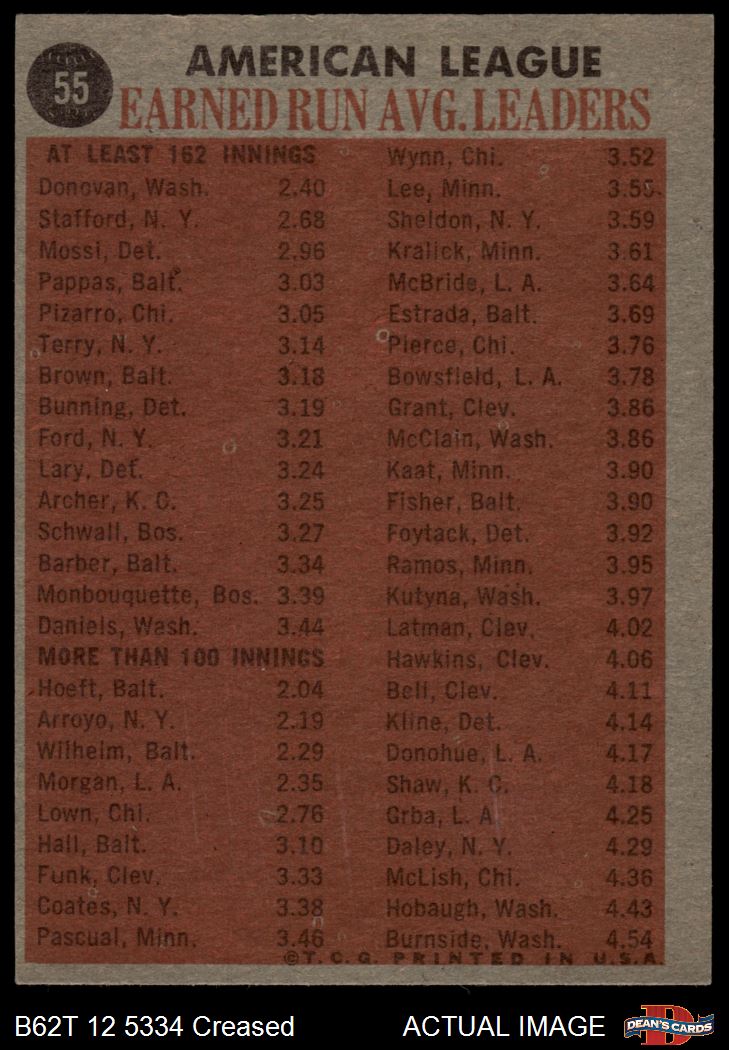 55
AMERICAN LEAGUE
EARNED RUN AVG. LEADERS
AT LEAST 162 INNINGS
Donovan, Wash. 2.40
Stafford, N. Y. 2.68
Mossi, Det. 2.96
Pappas, Balt. 3.03
Pizarro, Chi. 3.05
Terry, N. Y. 3.14
Brown, Balt. 3.18
Bunning, Det. 3.19
Ford, N. Y. 3.21
Lary, Det. 3.24
Archer, K. C. 3.25
Schwall, Bos. 3.27
Barber, Balt. 3.34
Monbouquette, Bos. 3.39
Daniels, Wash. 3.44
MORE THAN 100 INNINGS
Hoeft, Balt. 2.04
Arroyo, N. Y. 2.19
Wilhelm, Balt. 2.29
Morgan, L. A. 2.35
Lown, Chi. 2.76
Hall, Balt. 3.10
Funk, Clev. 3.33
Coates, N. Y. 3.38
Pascual, Minn. 3.46
Wynn, Chi. 3.52
Lee, Minn. 3.55
Sheldon, N. Y. 3.59
Kralick, Minn. 3.61
McBride, L. A. 3.64
Estrada, Balt. 3.69
Pierce, Chi. 3.76
Bowsfield, L. A. 3.78
Grant, Clev. 3.86
McClain, Wash. 3.86
Kaat, Minn. 3.90
Fisher, Balt. 3.90
Foytack, Det. 3.92
Ramos, Minn. 3.95
Kutyna, Wash. 3.97
Latman, Clev. 4.02
Hawkins, Clev. 4.06
Bell, Clev. 4.11
Kline, Det. 4.14
Donohue, L. A. 4.17
Shaw, K. C. 4.18
Grba, L. A. 4.25
Daley, N. Y. 4.29
McLish, Chi. 4.36
Hobaugh, Wash. 4.43
Burnside, Wash. 4.54
©T. C. G. PRINTED IN U.S.A.
B62T 12 5334 Creased
ACTUAL IMAGE
DEAN'S CARDS